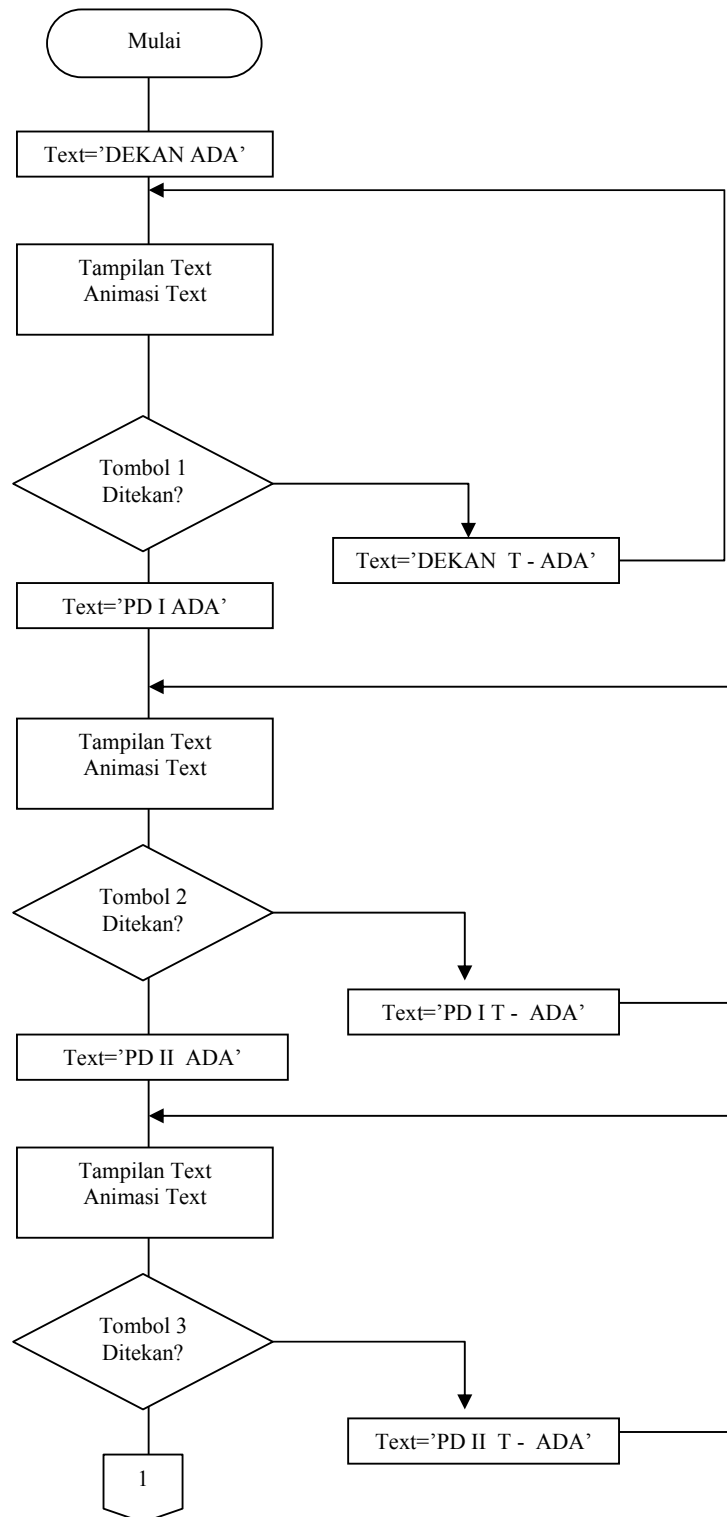 Mulai
Text=’DEKAN ADA’
Tampilan Text
Animasi Text
Tombol 1
Ditekan?
Text=’DEKAN  T - ADA’
Text=’PD I ADA’
Tampilan Text
Animasi Text
Tombol 2
Ditekan?
Text=’PD I T -  ADA’
Text=’PD II  ADA’
Tampilan Text
Animasi Text
Tombol 3
Ditekan?
Text=’PD II  T -  ADA’
1